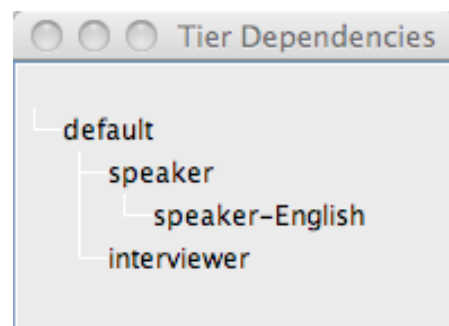 Tier Dependencies
default
speaker
speaker-English
interviewer